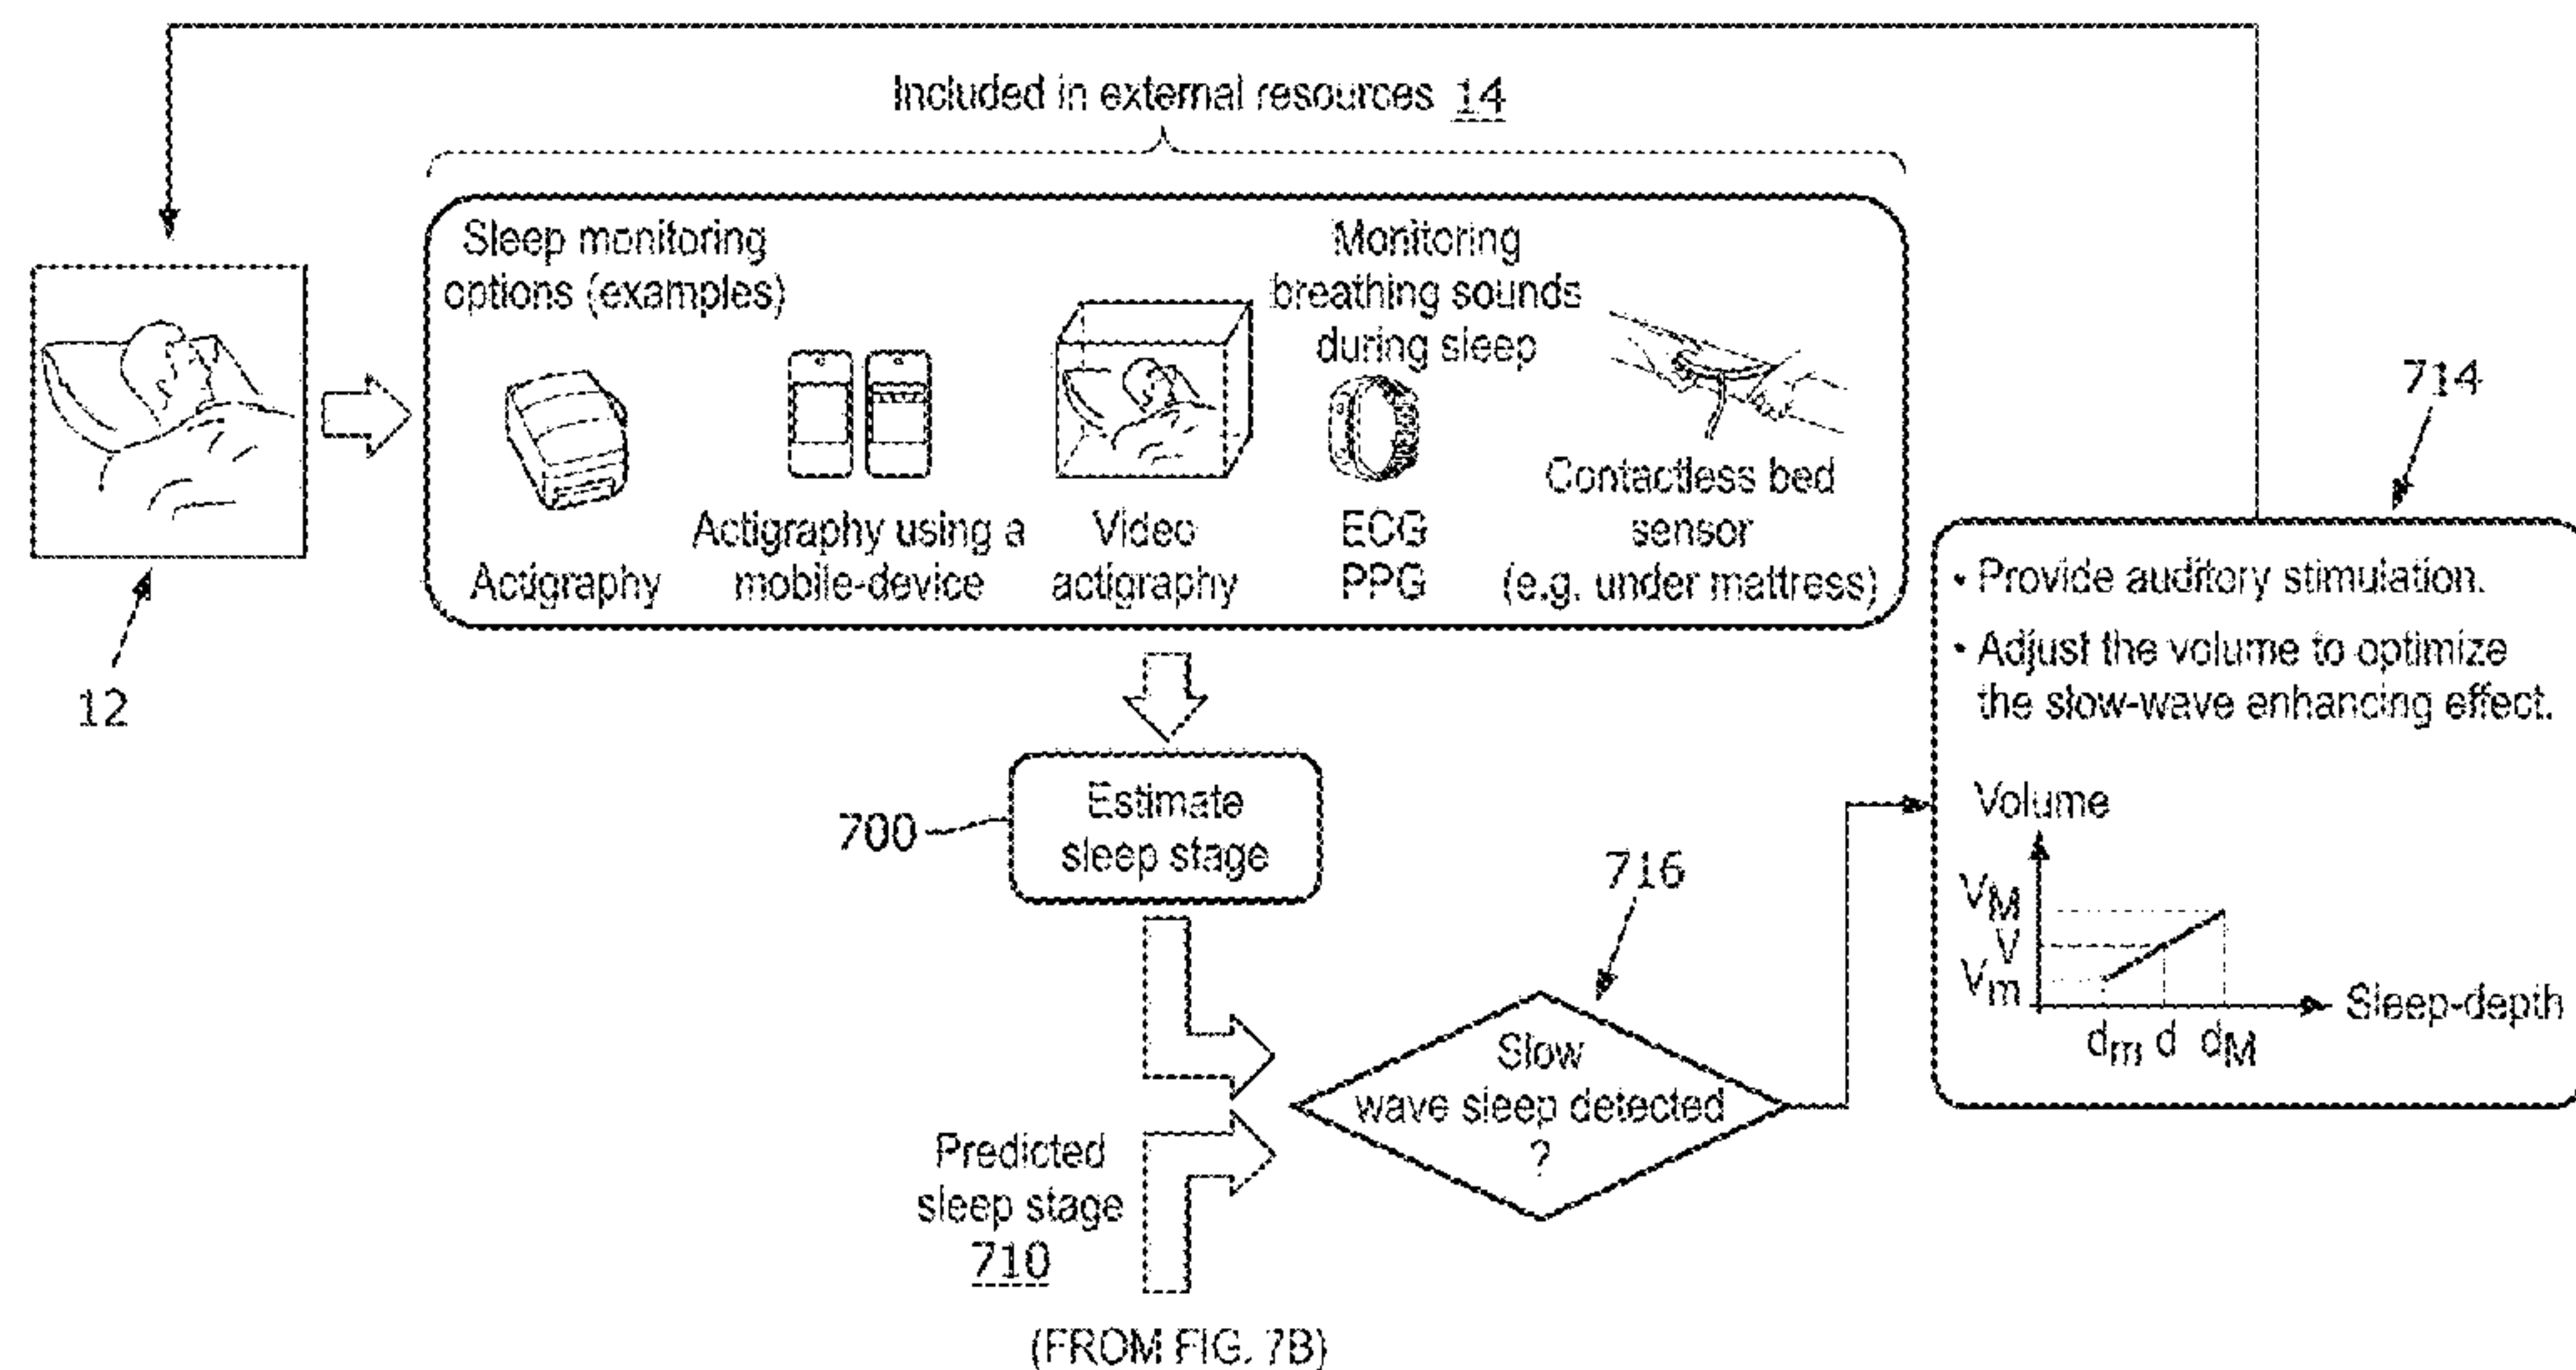 Included in external resources 14
Sleep monitoring
options (examples)
Monitoring
breathing sounds
during sleep
Actigraphy
Actigraphy using a
mobile-device
Video
actigraphy
ECG
PPG
Contactless bed
sensor
(e.g. under mattress)
12
714
• Provide auditory stimulation.
• Adjust the volume to optimize
the slow-wave enhancing effect.
Volume
VM
V
Vm
Sleep-depth
dm d dM
700
Estimate
sleep stage
716
Slow
wave sleep detected
?
Predicted
sleep stage
710
(FROM FIG. 7B)